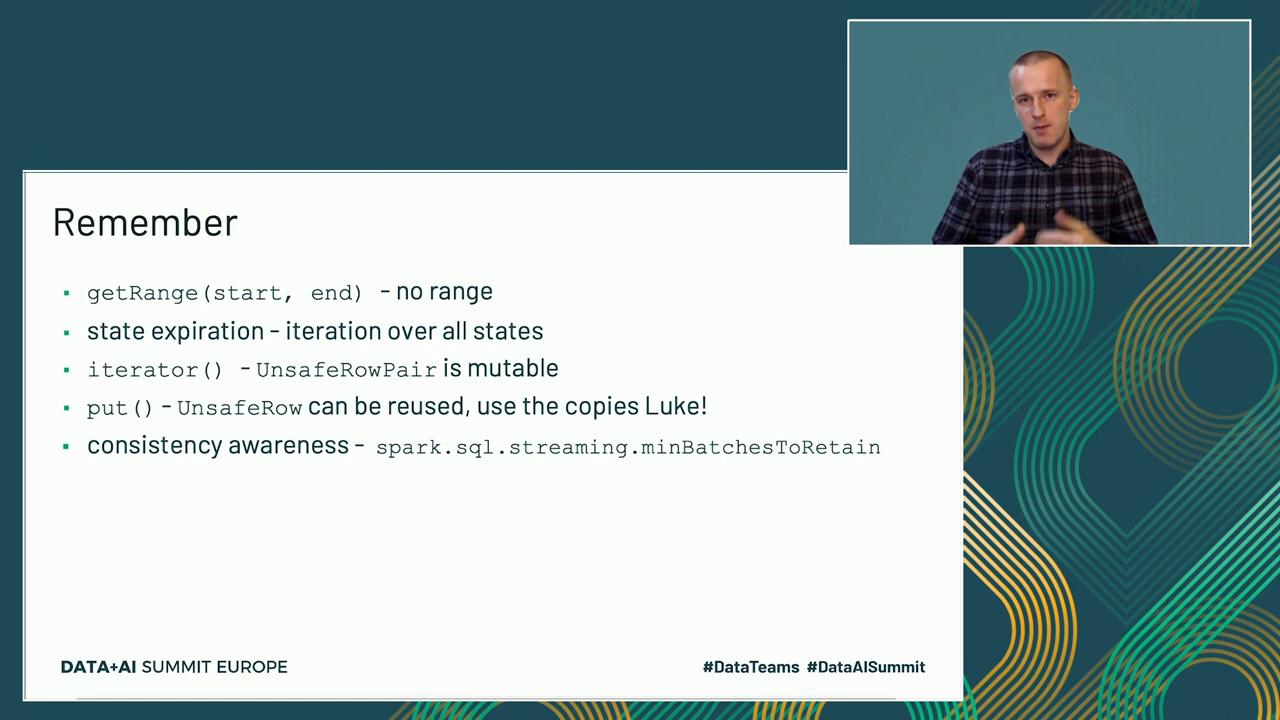 Remember
▪ getRange(start, end) - no range
▪ state expiration - iteration over all states
▪ iterator() - UnsafeRowPair is mutable
▪ put() - UnsafeRow can be reused, use the copies Luke!
▪ consistency awareness - spark.sql.streaming.minBatchesToRetain
DATA+AI SUMMIT EUROPE
#DataTeams #DataAISummit